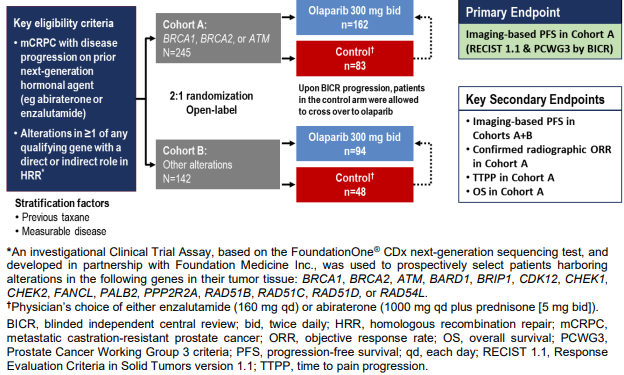 Key eligibility criteria
• mCRPC with disease
progression on prior
next-generation
hormonal agent
(eg abiraterone or
enzalutamide)
• Alterations in ≥1 of any
qualifying gene with a
direct or indirect role in
HRR*
Stratification factors
• Previous taxane
• Measurable disease
Cohort A:
BRCA1, BRCA2, or ATM
N=245
2:1 randomization
Open-label
Cohort B:
Other alterations
N=142
Olaparib 300 mg bid
n=162
Control†
n=83
Upon BICR progression, patients
in the control arm were allowed
to cross over to olaparib
Olaparib 300 mg bid
n=94
Control†
n=48
Primary Endpoint
Imaging-based PFS in Cohort A
(RECIST 1.1 & PCWG3 by BICR)
Key Secondary Endpoints
• Imaging-based PFS in
Cohorts A+B
• Confirmed radiographic ORR
in Cohort A
• TTPP in Cohort A
• OS in Cohort A
*An investigational Clinical Trial Assay, based on the FoundationOne® CDx next-generation sequencing test, and
developed in partnership with Foundation Medicine Inc., was used to prospectively select patients harboring
alterations in the following genes in their tumor tissue: BRCA1, BRCA2, ATM, BARD1, BRIP1, CDK12, CHEK1,
CHEK2, FANCL, PALB2, PPP2R2A, RAD51B, RAD51C, RAD51D, or RAD54L.
†Physician's choice of either enzalutamide (160 mg qd) or abiraterone (1000 mg qd plus prednisone [5 mg bid]).
BICR, blinded independent central review; bid, twice daily; HRR, homologous recombination repair; mCRPC,
metastatic castration-resistant prostate cancer; ORR, objective response rate; OS, overall survival; PCWG3,
Prostate Cancer Working Group 3 criteria; PFS, progression-free survival; qd, each day; RECIST 1.1, Response
Evaluation Criteria in Solid Tumors version 1.1; TTPP, time to pain progression.